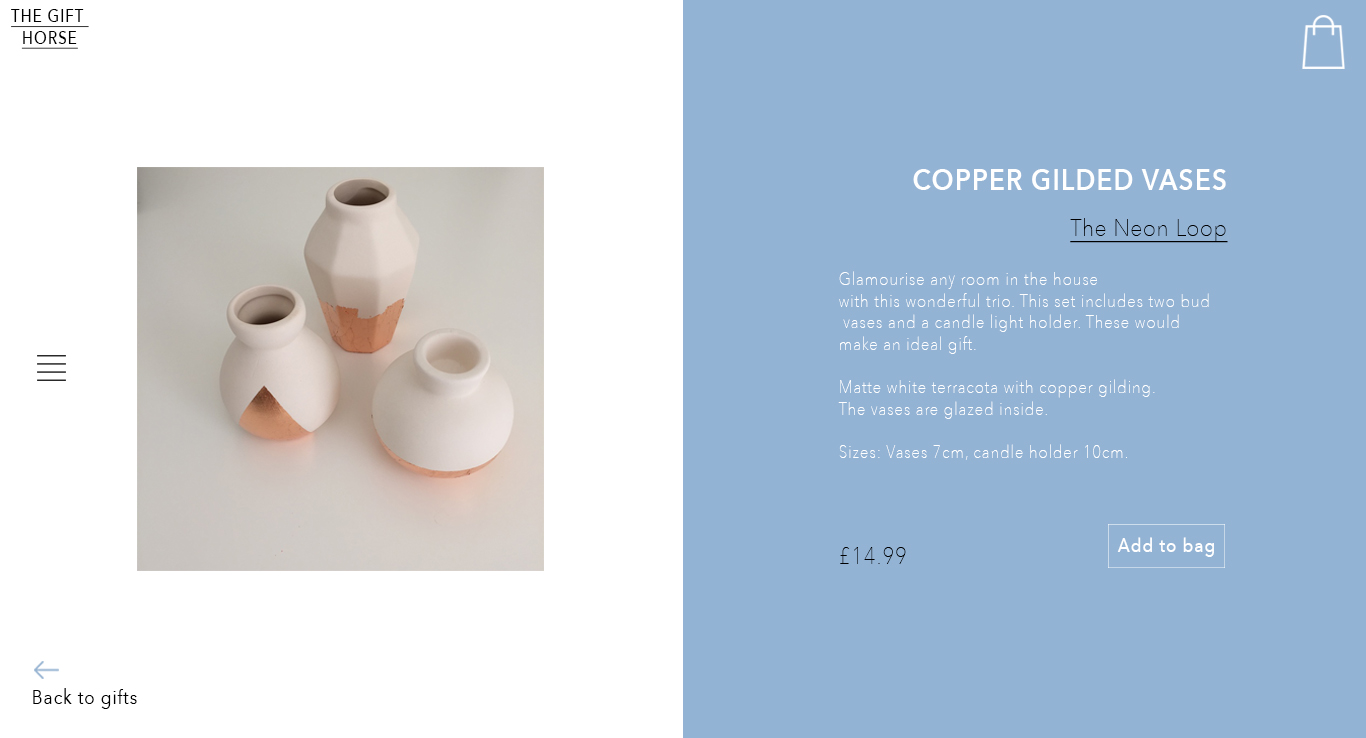 THE GIFT
HORSE
COPPER GILDED VASES
The Neon Loop
Glamourise any room in the house
with this wonderful trio. This set includes two bud
vases and a candle light holder. These would
make an ideal gift.
Matte white terracota with copper gilding.
The vases are glazed inside.
Sizes: Vases 7cm, candle holder 10cm.
£14.99
Add to bag
Back to gifts